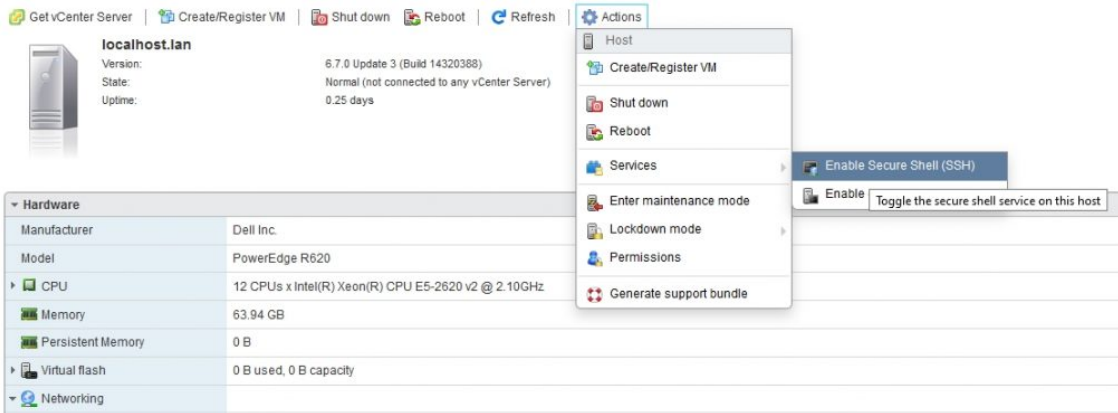 Get vCenter Server | Create/Register VM | Shut down Reboot | Refresh | Actions
localhost.lan
Version: 6.7.0 Update 3 (Build 14320388)
State: Normal (not connected to any vCenter Server)
Uptime: 0.25 days
Host
Create/Register VM
Shut down
Reboot
Services
Enable Secure Shell (SSH)
Enable
Toggle the secure shell service on this host
Enter maintenance mode
Lockdown mode
Permissions
Generate support bundle
Hardware
Manufacturer Dell Inc.
Model PowerEdge R620
CPU 12 CPUs x Intel(R) Xeon(R) CPU E5-2620 v2 @ 2.10GHz
Memory 63.94 GB
Persistent Memory 0 B
Virtual flash 0 B used, 0 B capacity
Networking